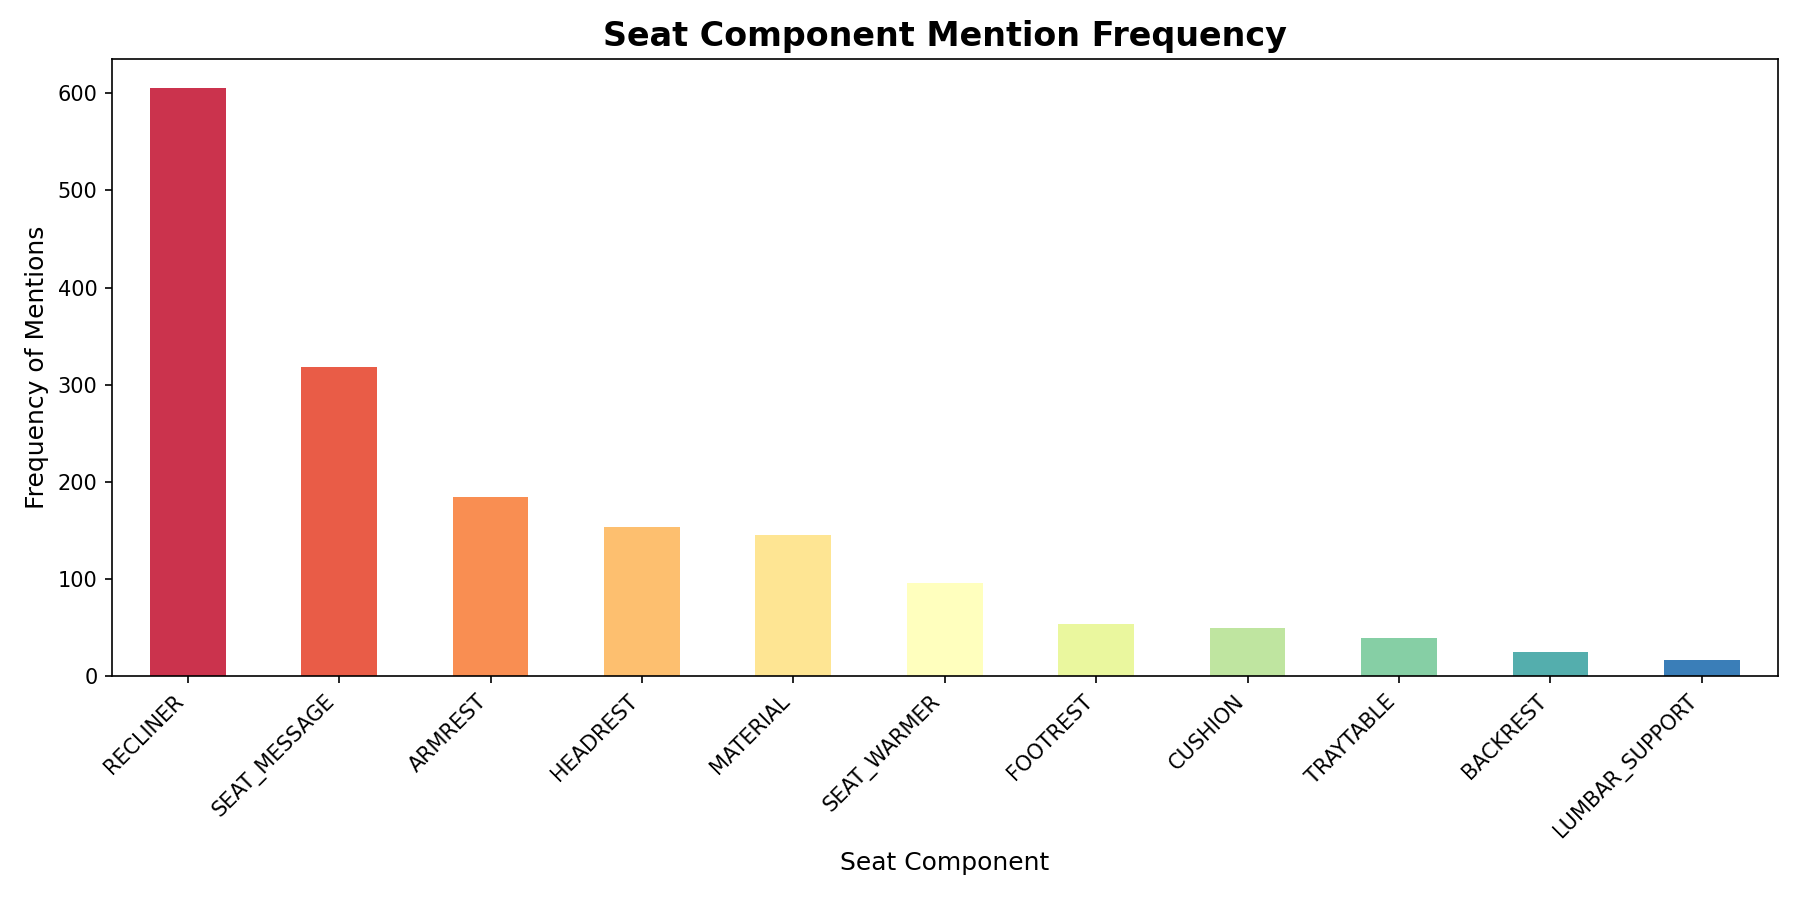 Seat Component Mention Frequency
Frequency of Mentions
600
500
400
300
200
100
0
RECLINER
SEAT_MESSAGE
ARMREST
HEADREST
MATERIAL
SEAT_WARMER
FOOTREST
CUSHION
TRAYTABLE
BACKREST
LUMBAR_SUPPORT
Seat Component